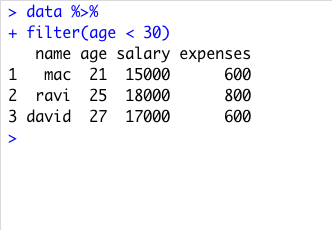 > data %>%
+ filter(age < 30)
   name age salary expenses
1   mac  21  15000      600
2  ravi  25  18000      800
3 david  27  17000      600
>